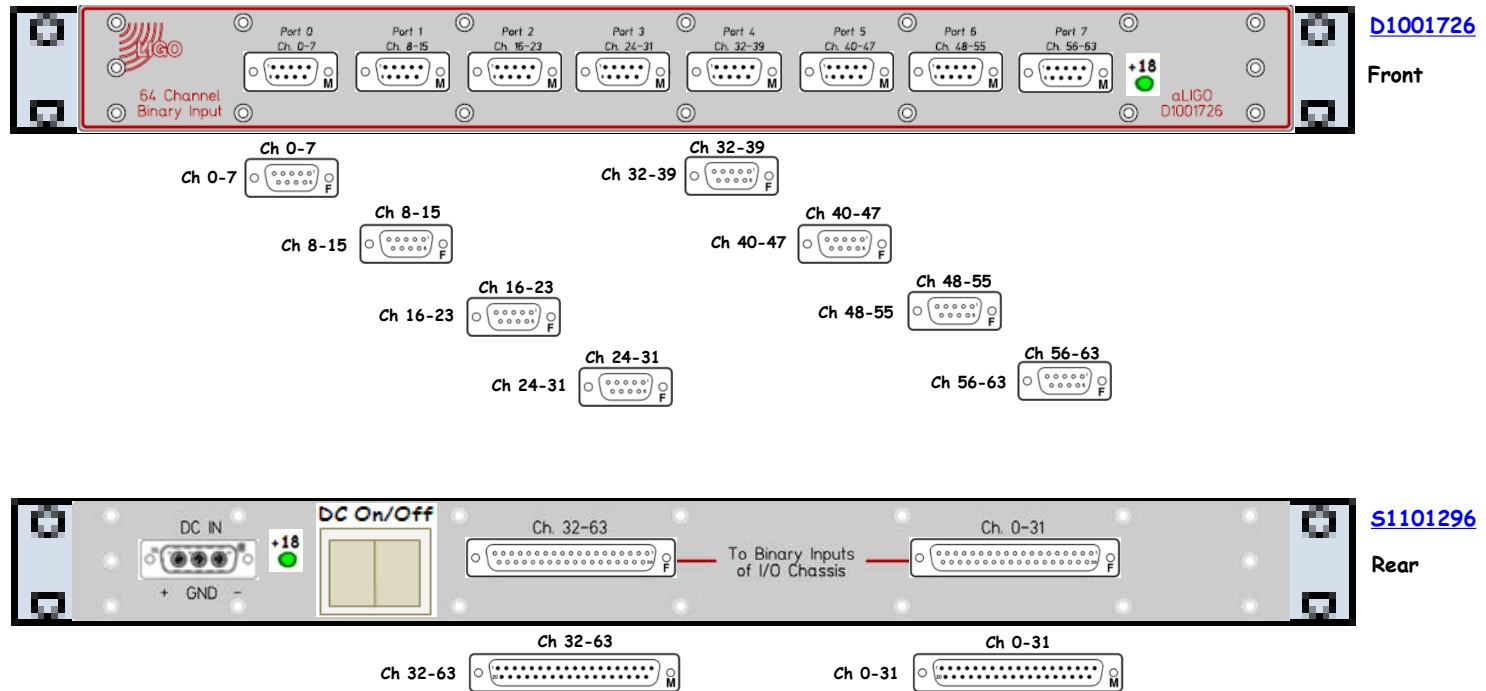 LIGO
64 Channel
Binary Input
Port 0
Ch. 0-7
M
Port 1
Ch. 8-15
M
Port 2
Ch. 16-23
M
Port 3
Ch. 24-31
M
Port 4
Ch. 32-39
M
Port 5
Ch. 40-47
M
Port 6
Ch. 48-55
M
Port 7
Ch. 56-63
M
+18
aLIGO
D1001726
D1001726
Front
Ch 0-7
Ch 0-7
F
Ch 32-39
Ch 32-39
F
Ch 8-15
Ch 8-15
F
Ch 40-47
Ch 40-47
F
Ch 16-23
Ch 16-23
F
Ch 48-55
Ch 48-55
F
Ch 24-31
Ch 24-31
F
Ch 56-63
Ch 56-63
F
DC IN
+ GND -
+18
DC On/Off
Ch. 32-63
F
To Binary Inputs
of I/O Chassis
Ch. 0-31
F
S1101296
Rear
Ch 32-63
Ch 32-63
M
Ch 0-31
Ch 0-31
M